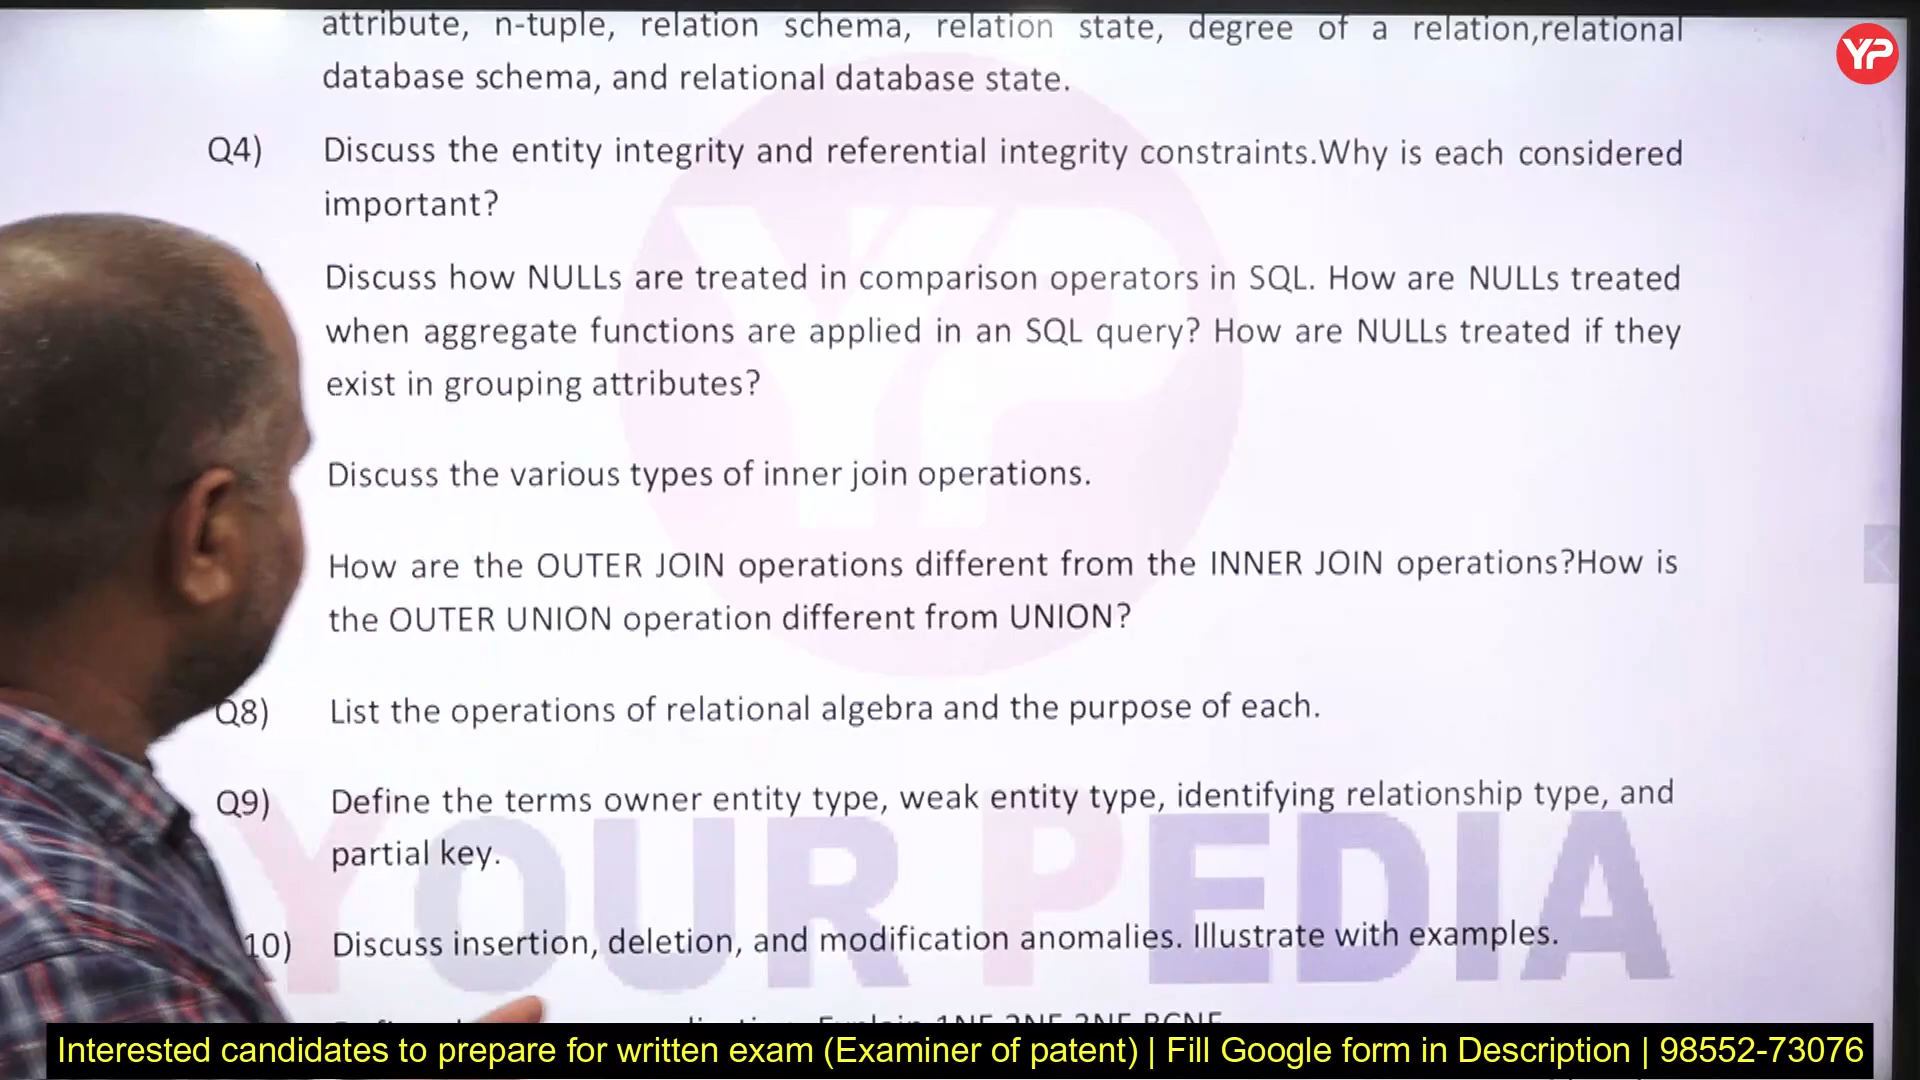 attribute, n-tuple, relation schema, relation state, degree of a relation,relational
database schema, and relational database state.
YP
Q4) Discuss the entity integrity and referential integrity constraints.Why is each considered
important?
Discuss how NULLs are treated in comparison operators in SQL. How are NULLs treated
when aggregate functions are applied in an SQL query? How are NULLs treated if they
exist in grouping attributes?
Discuss the various types of inner join operations.
How are the OUTER JOIN operations different from the INNER JOIN operations?How is
the OUTER UNION operation different from UNION?
Q8) List the operations of relational algebra and the purpose of each.
Q9) Define the terms owner entity type, weak entity type, identifying relationship type, and
partial key.
YOUR PEDIA
10) Discuss insertion, deletion, and modification anomalies. Illustrate with examples.
Explain 1NF 2NF 3NF BCNF
Interested candidates to prepare for written exam (Examiner of patent) | Fill Google form in Description | 98552-73076